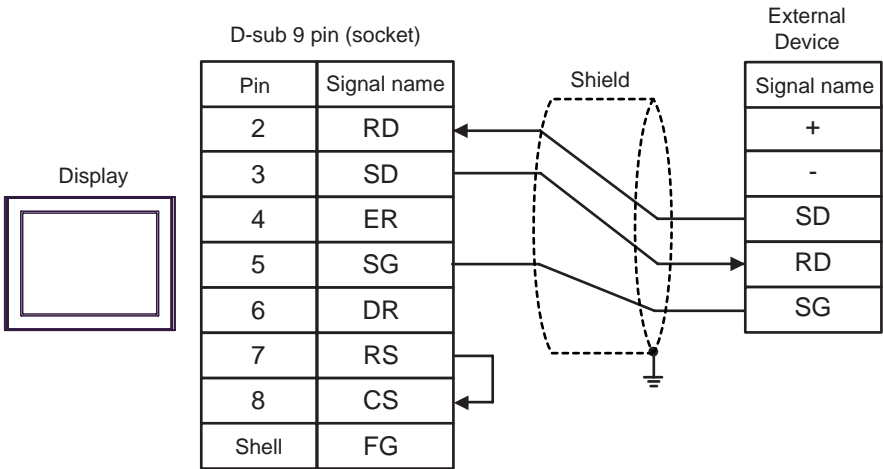 External
Device
D-sub 9 pin (socket)
Pin Signal name
Shield
Signal name
2 RD
+
3 SD
-
Display
4 ER
SD
5 SG
RD
6 DR
SG
7 RS
8 CS
Shell FG